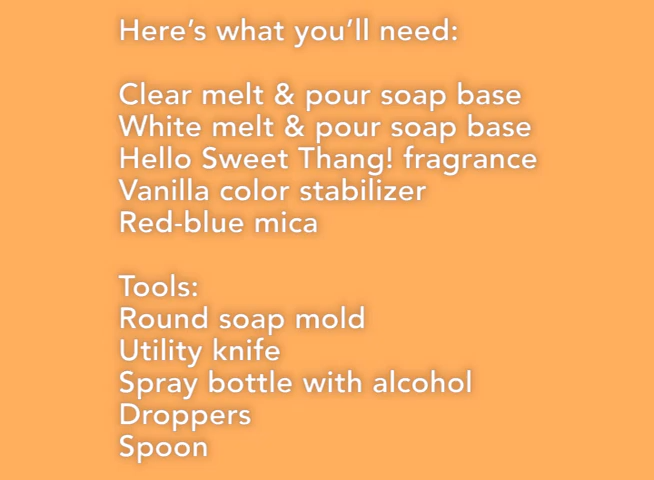 Here’s what you’ll need:
Clear melt & pour soap base
White melt & pour soap base
Hello Sweet Thang! fragrance
Vanilla color stabilizer
Red-blue mica
Tools:
Round soap mold
Utility knife
Spray bottle with alcohol
Droppers
Spoon